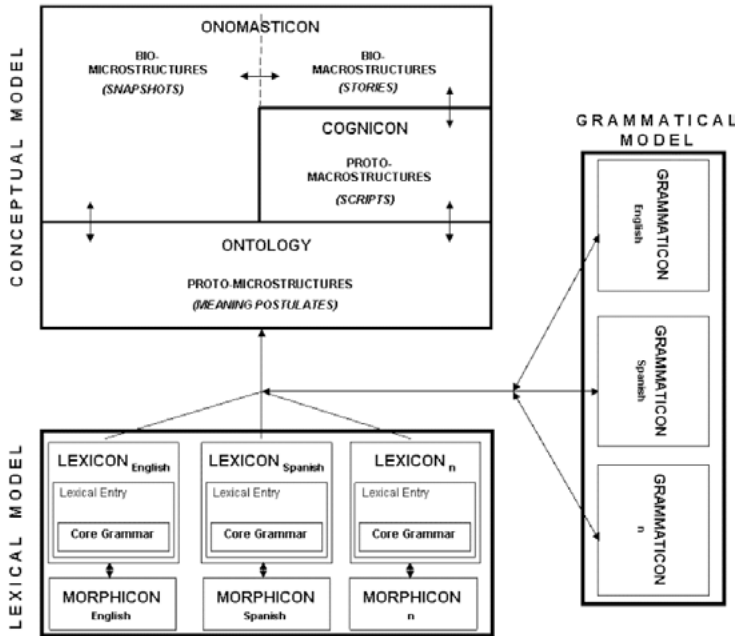 CONCEPTUAL MODEL
ONOMASTICON
BIO-
MICROSTRUCTURES
(SNAPSHOTS)
BIO-
MACROSTRUCTURES
(STORIES)
COGNICON
PROTO-
MACROSTRUCTURES
(SCRIPTS)
ONTOLOGY
PROTO-MICROSTRUCTURES
(MEANING POSTULATES)
GRAMMATICAL
MODEL
GRAMMATICON
English
GRAMMATICON
Spanish
GRAMMATICON
n
LEXICAL MODEL
LEXICON English
Lexical Entry
Core Grammar
MORPHICON
English
LEXICON Spanish
Lexical Entry
Core Grammar
MORPHICON
Spanish
LEXICON n
Lexical Entry
Core Grammar
MORPHICON
n